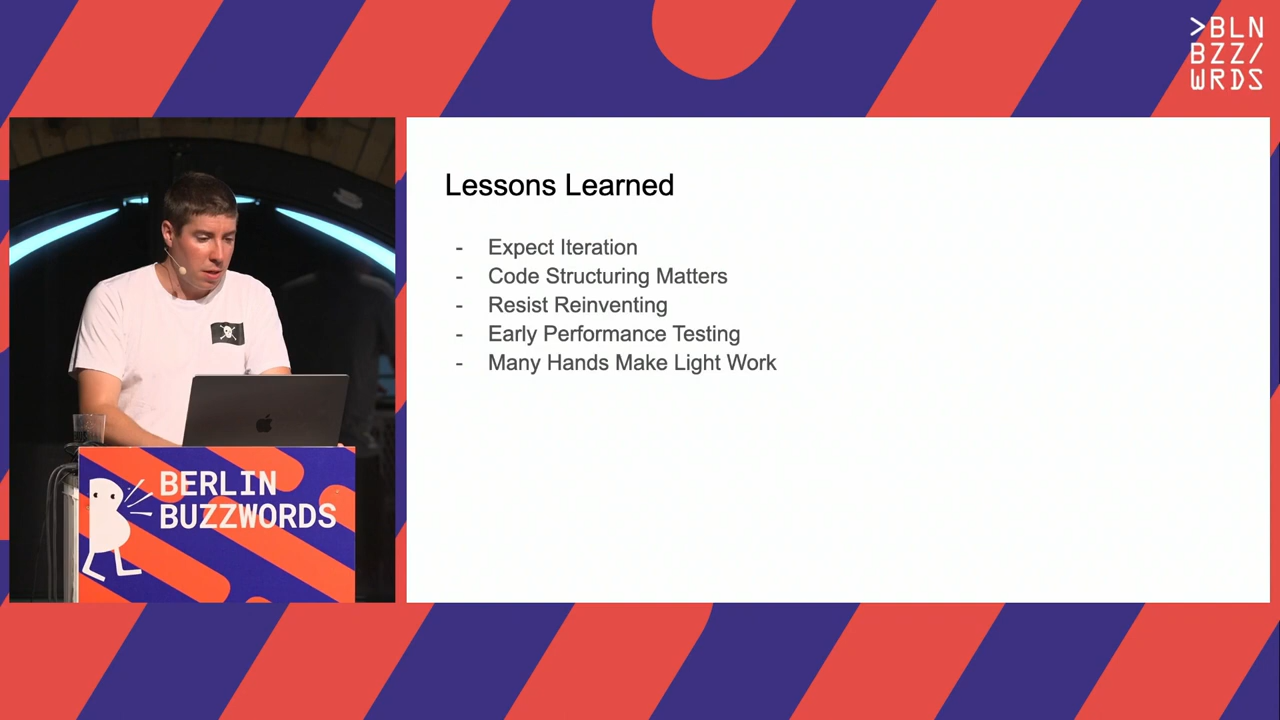 >BLN
BZZ/
WRDS
Lessons Learned
- Expect Iteration
- Code Structuring Matters
- Resist Reinventing
- Early Performance Testing
- Many Hands Make Light Work
BERLIN
BUZZWORDS